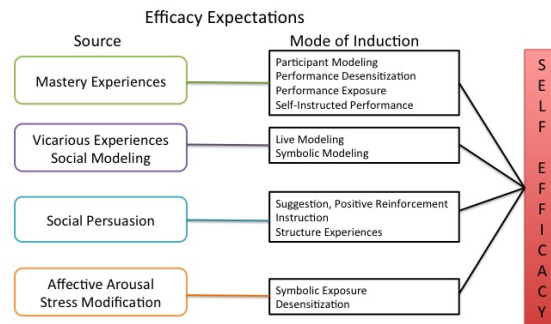 Efficacy Expectations
Source
Mode of Induction
Mastery Experiences
Participant Modeling
Performance Desensitization
Performance Exposure
Self-Instructed Performance
Vicarious Experiences
Social Modeling
Live Modeling
Symbolic Modeling
Social Persuasion
Suggestion, Positive Reinforcement
Instruction
Structure Experiences
Affective Arousal
Stress Modification
Symbolic Exposure
Desensitization
SELF EFFICACY